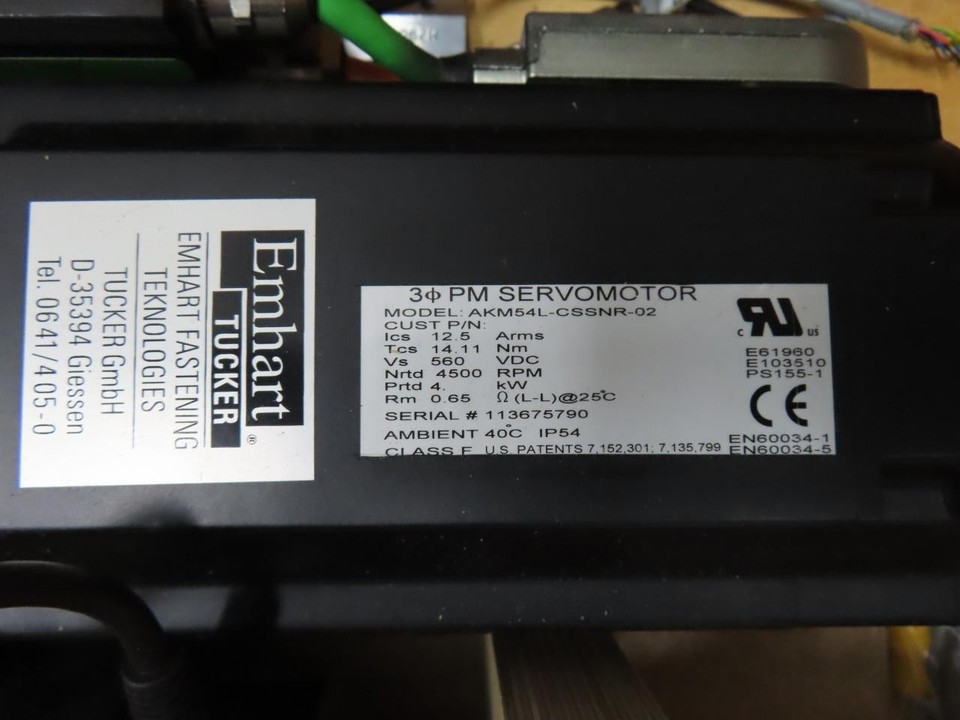 Emhart
TUCKER
®
EMHART FASTENING
TEKNOLOGIES
TUCKER GmbH
D-35394 Giessen
Tel. 0641/405-0
3ϕ PM SERVOMOTOR
MODEL: AKM54L-CSSNR-02
CUST P/N:
Ics 12.5 Arms
Tcs 14.11 Nm
Vs 560 VDC
Nrtd 4500 RPM
Prtd 4. kW
Rm 0.65 Ω (L-L)@25°C
SERIAL # 113675790
AMBIENT 40°C IP54
CLASS F U.S. PATENTS 7,152,301; 7,135,799
c RU us
E61960
E103510
PS155-1
CE
EN60034-1
EN60034-5